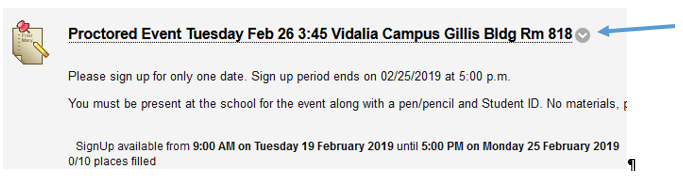 Proctored Event Tuesday Feb 26 3:45 Vidalia Campus Gillis Bldg Rm 818
Please sign up for only one date. Sign up period ends on 02/25/2019 at 5:00 p.m.
You must be present at the school for the event along with a pen/pencil and Student ID. No materials,
SignUp available from 9:00 AM on Tuesday 19 February 2019 until 5:00 PM on Monday 25 February 2019
0/10 places filled
¶